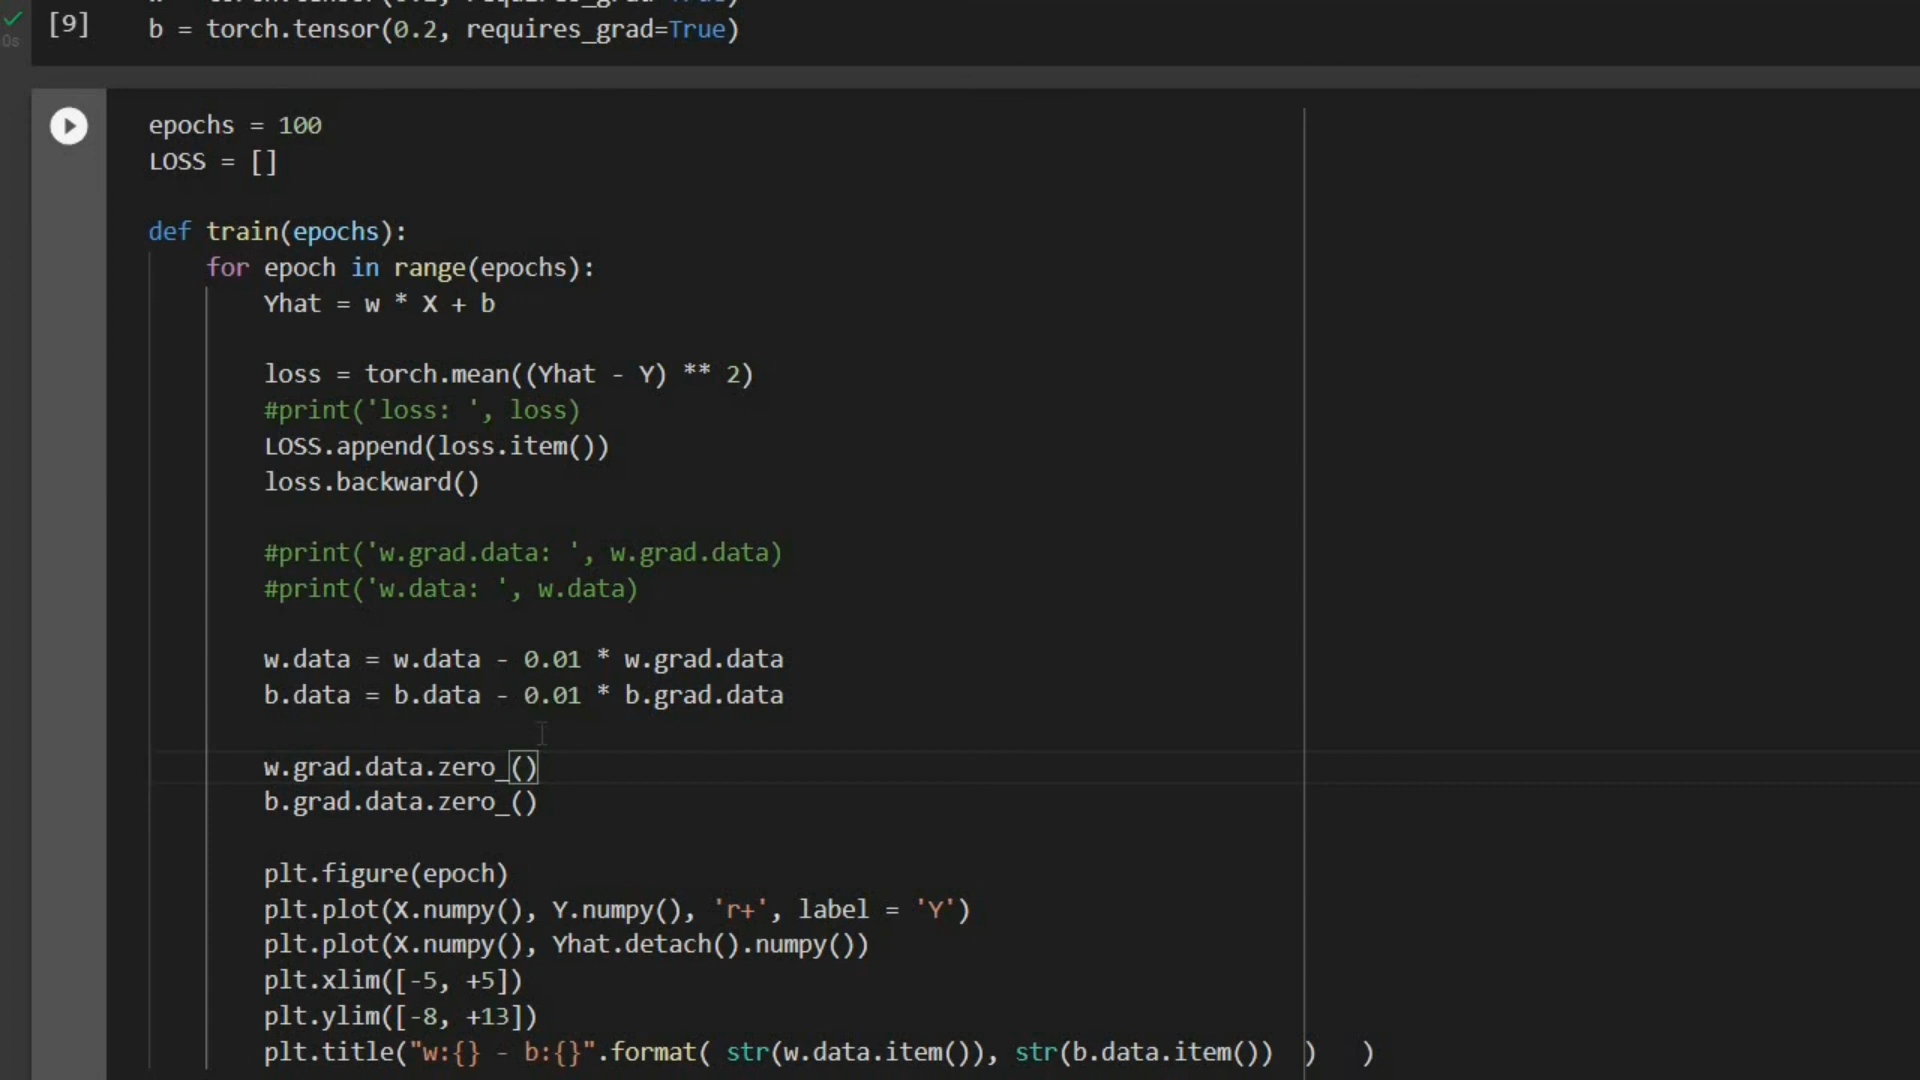 [9]
b = torch.tensor(0.2, requires_grad=True)
0s
epochs = 100
LOSS = []
def train(epochs):
for epoch in range(epochs):
Yhat = w * X + b
loss = torch.mean((Yhat - Y) ** 2)
#print('loss: ', loss)
LOSS.append(loss.item())
loss.backward()
#print('w.grad.data: ', w.grad.data)
#print('w.data: ', w.data)
w.data = w.data - 0.01 * w.grad.data
b.data = b.data - 0.01 * b.grad.data
w.grad.data.zero_()
b.grad.data.zero_()
plt.figure(epoch)
plt.plot(X.numpy(), Y.numpy(), 'r+', label = 'Y')
plt.plot(X.numpy(), Yhat.detach().numpy())
plt.xlim([-5, +5])
plt.ylim([-8, +13])
plt.title("w:{} - b:{}".format( str(w.data.item()), str(b.data.item())  )   )